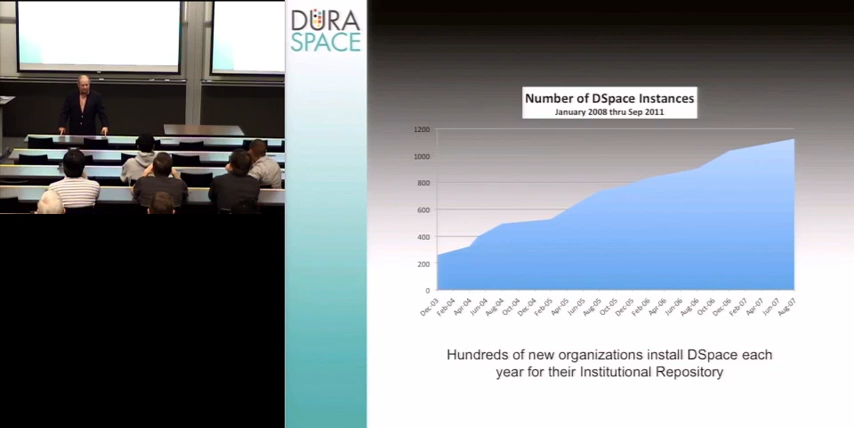 DURA
SPACE
Number of DSpace Instances
January 2008 thru Sep 2011
1200
1000
800
600
400
200
0
Dec-03 Feb-04 Apr-04 Jun-04 Aug-04 Oct-04 Dec-04 Feb-05 Apr-05 Jun-05 Aug-05 Oct-05 Dec-05 Feb-06 Apr-06 Jun-06 Aug-06 Oct-06 Dec-06 Feb-07 Apr-07 Jun-07 Aug-07
Hundreds of new organizations install DSpace each
year for their Institutional Repository